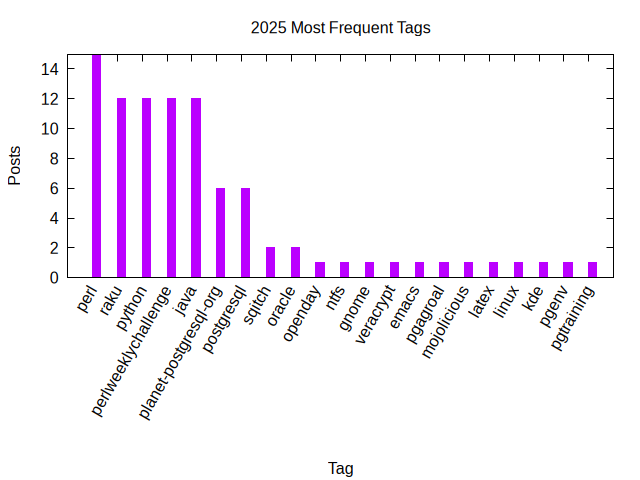 2025 Most Frequent Tags
Posts
14
12
10
8
6
4
2
0
perl
raku
python
perlweeklychallenge
java
planet-postgresql-org
postgresql
sqitch
oracle
openday
ntfs
gnome
veracrypt
emacs
pgagroal
mojolicious
latex
linux
kde
pgenv
pgtraining
Tag